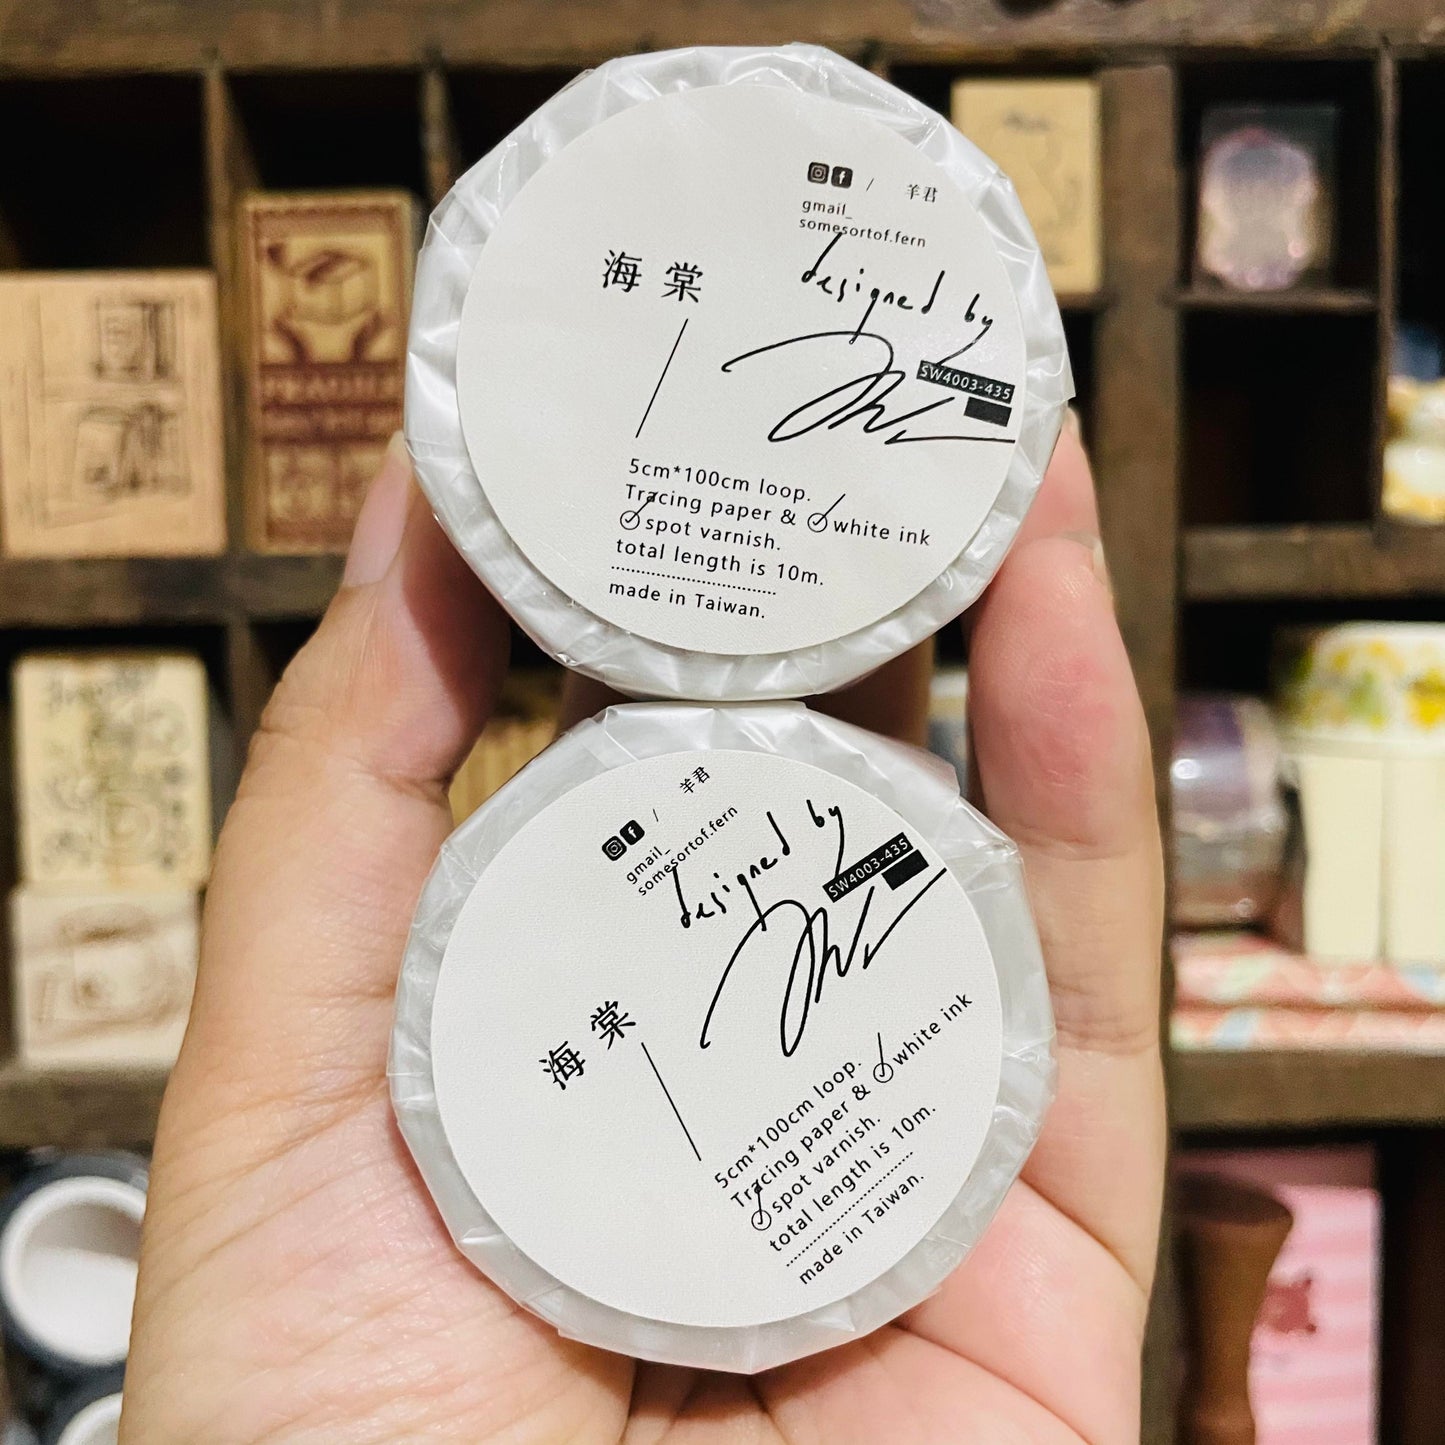 / 羊君
gmail_
somesortof.fern
海棠
designed by
SW4003-435
5cm*100cm loop.
Tracing paper & white ink
spot varnish.
total length is 10m.
made in Taiwan.
/ 羊君
gmail_
somesortof.fern
designed by
SW4003-435
海棠
5cm*100cm loop.
Tracing paper & white ink
spot varnish.
total length is 10m.
made in Taiwan.